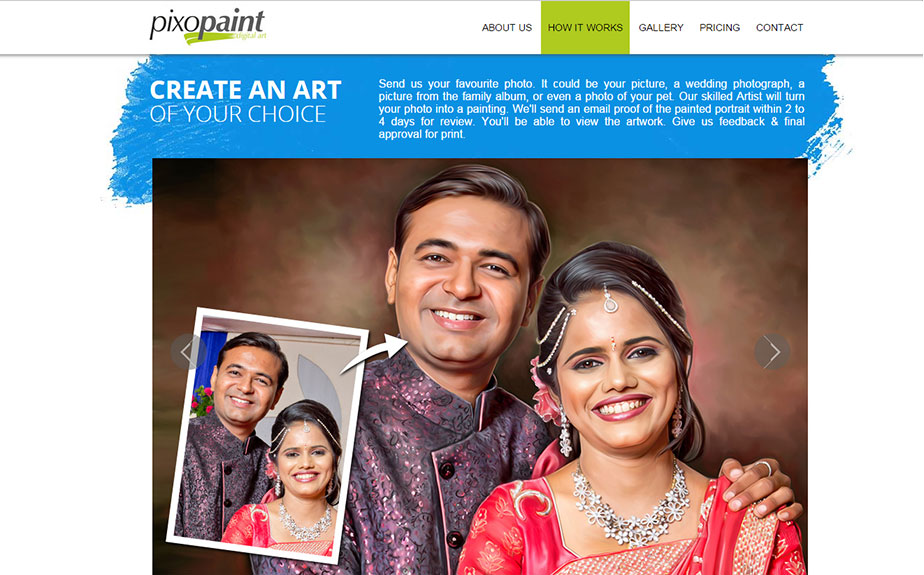 pixopaint
digital art
ABOUT US HOW IT WORKS GALLERY PRICING CONTACT
CREATE AN ART
OF YOUR CHOICE
Send us your favourite photo. It could be your picture, a wedding photograph, a
picture from the family album, or even a photo of your pet. Our skilled Artist will turn
your photo into a painting. We'll send an email proof of the painted portrait within 2 to
4 days for review. You'll be able to view the artwork. Give us feedback & final
approval for print.